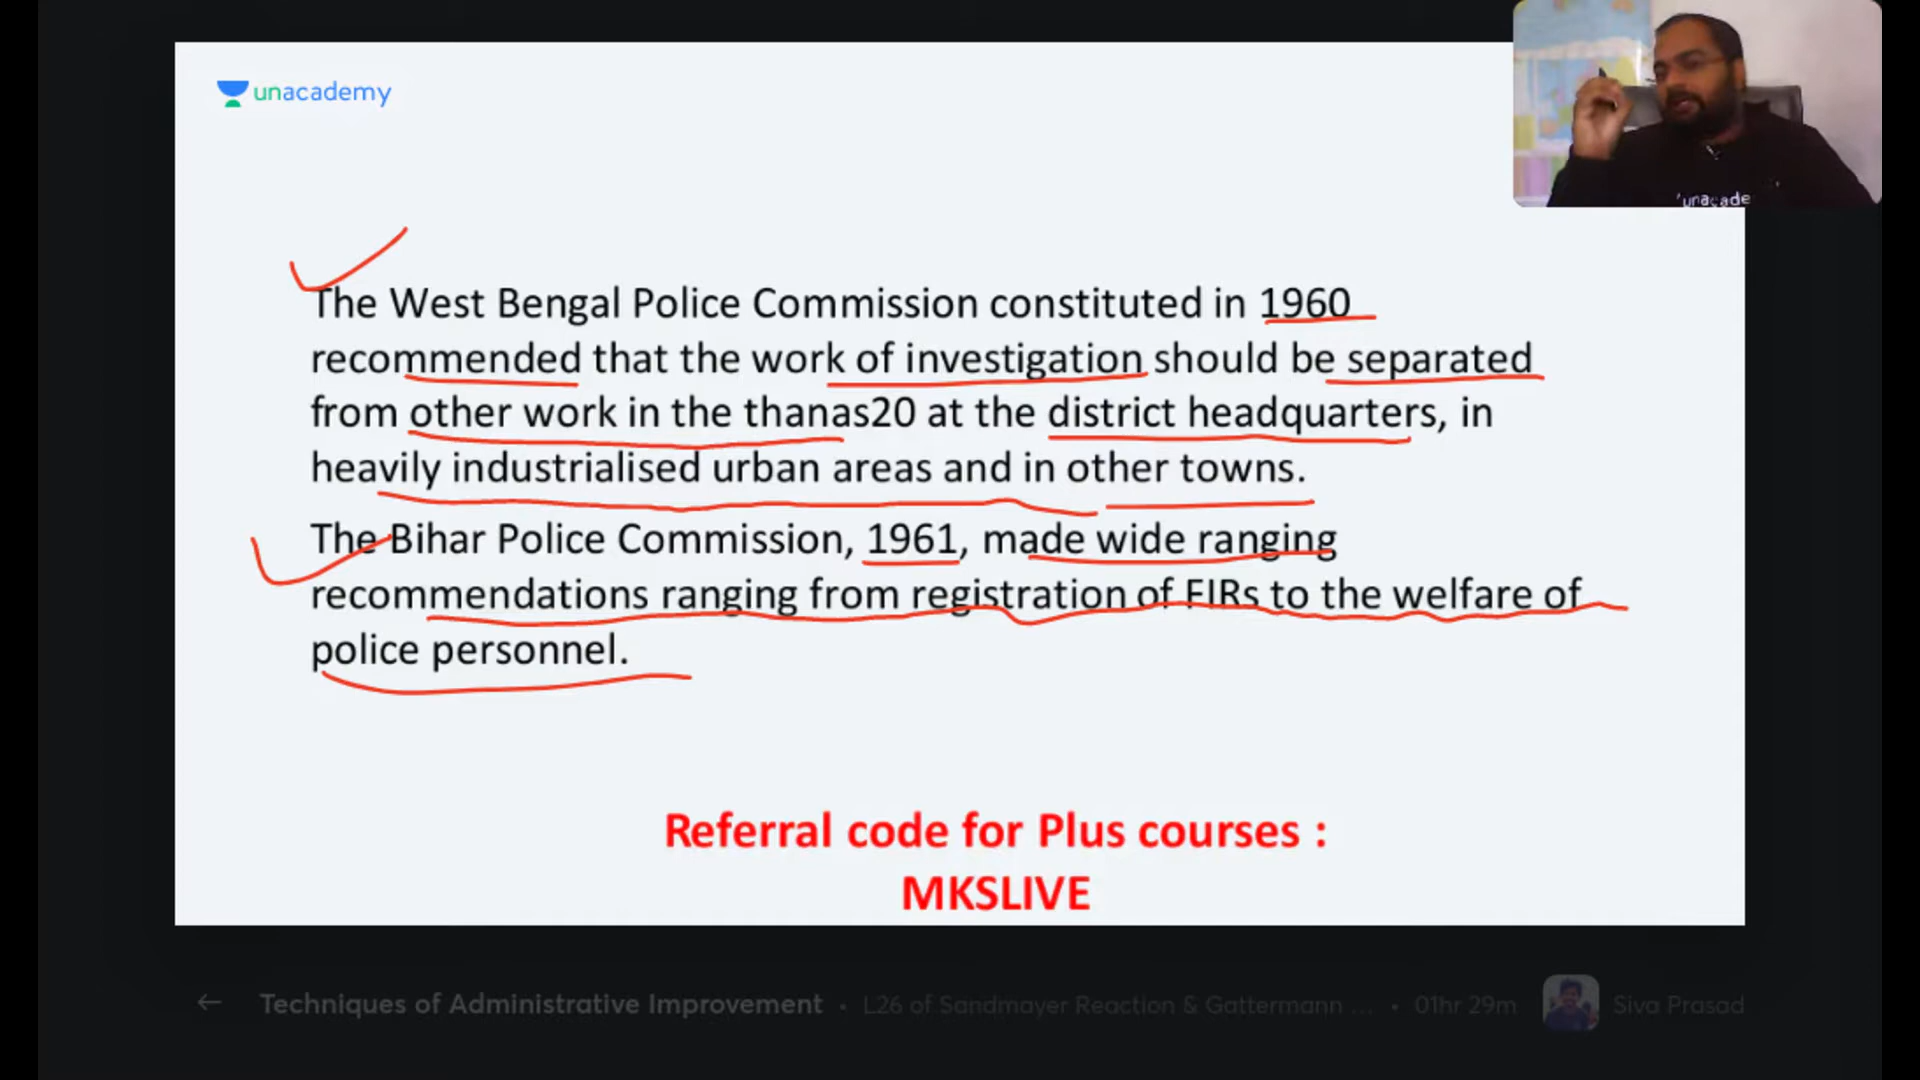 unacademy
unacade
The West Bengal Police Commission constituted in 1960
recommended that the work of investigation should be separated
from other work in the thanas20 at the district headquarters, in
heavily industrialised urban areas and in other towns.
The Bihar Police Commission, 1961, made wide ranging
recommendations ranging from registration of FIRs to the welfare of
police personnel.
Referral code for Plus courses :
MKSLIVE
← Techniques of Administrative Improvement • L26 of Sandmayer Reaction & Gattermann ... • 01hr 29m Siva Prasad